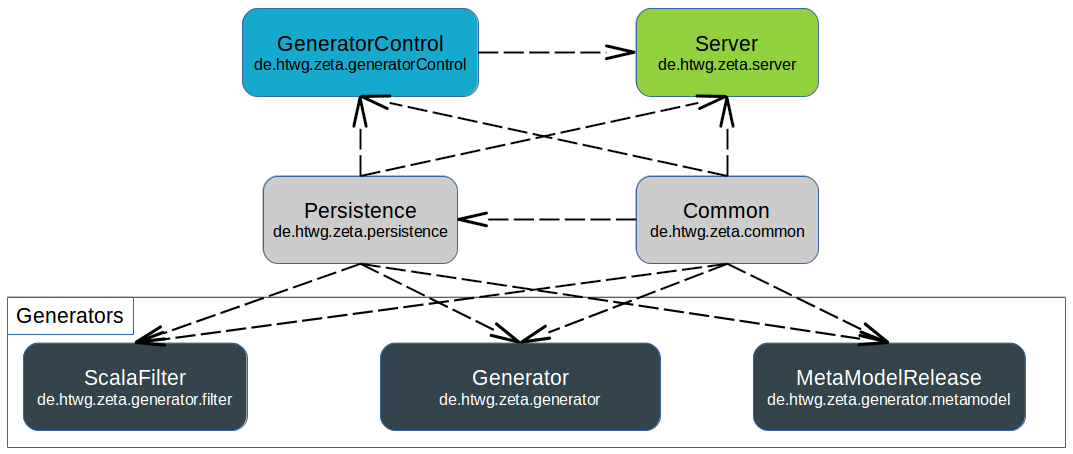 GeneratorControl
de.htwg.zeta.generatorControl
Server
de.htwg.zeta.server
Persistence
de.htwg.zeta.persistence
Common
de.htwg.zeta.common
Generators
ScalaFilter
de.htwg.zeta.generator.filter
Generator
de.htwg.zeta.generator
MetaModelRelease
de.htwg.zeta.generator.metamodel